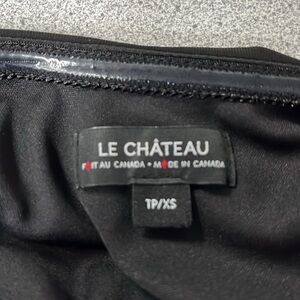 LE CHÂTEAU
FAIT AU CANADA • MADE IN CANADA
TP/XS